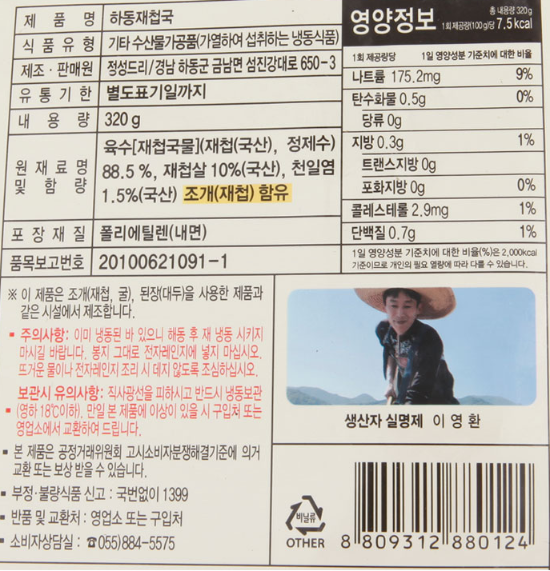 제 품 명 하동재첩국
식 품 유 형 기타 수산물가공품(가열하여 섭취하는 냉동식품)
제조 · 판매원 정성드리/경남 하동군 금남면 섬진강대로 650-3
유 통 기 한 별도표기일까지
내 용 량 320g
원 재 료 명 및 함 량
육수[재첩국물](재첩(국산), 정제수)
88.5 %, 재첩살 10%(국산), 천일염
1.5%(국산) 조개(재첩) 함유
포 장 재 질 폴리에틸렌(내면)
품목보고번호 20100621091-1
영양정보 총 내용량 320g
1회 제공량(100g)당 7.5 kcal
1회 제공량당 1일 영양성분 기준치에 대한 비율
나트륨 175.2mg 9%
탄수화물 0.5g 0%
당류 0g
지방 0.3g 1%
트랜스지방 0g
포화지방 0g 0%
콜레스테롤 2.9mg 1%
단백질 0.7g 1%
1일 영양성분 기준치에 대한 비율(%)은 2,000kcal
기준이므로 개인의 필요 열량에 따라 다를 수 있습니다.
※ 이 제품은 조개(재첩, 굴), 된장(대두)을 사용한 제품과
같은 시설에서 제조합니다.
▪ 주의사항: 이미 냉동된 바 있으니 해동 후 재 냉동 시키지
마시길 바랍니다. 봉지 그대로 전자레인지에 넣지 마십시오.
뜨거운 물이나 전자레인지 조리 시 데지 않도록 조심하십시오.
보관시 유의사항: 직사광선을 피하시고 반드시 냉동보관
▪ (영하 18℃이하). 만일 본 제품에 이상이 있을 시 구입처 또는
영업소에서 교환하여 드립니다.
▪ 본 제품은 공정거래위원회 고시소비자분쟁해결기준에 의거
교환 또는 보상 받을 수 있습니다.
▪ 부정·불량식품 신고 : 국번없이 1399
▪ 반품 및 교환처 : 영업소 또는 구입처
▪ 소비자상담실 : ☎055)884-5575
생산자 실명제 이 영 환
비닐류
OTHER
8 809312 880124